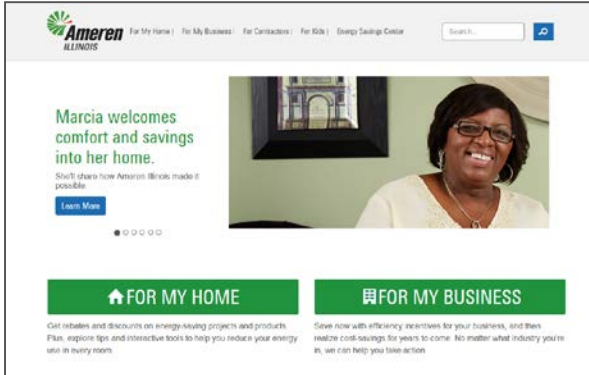 Ameren
ILLINOIS
For My Home | For My Business | For Contractors | For Kids | Energy Savings Center
Search...
Marcia welcomes
comfort and savings
into her home.
She'll share how Ameren Illinois made it
possible.
Learn More
FOR MY HOME
FOR MY BUSINESS
Get rebates and discounts on energy-saving projects and products.
Plus, explore tips and interactive tools to help you reduce your energy
use in every room.
Save now with efficiency incentives for your business, and then
realize cost-savings for years to come. No matter what industry you're
in, we can help you take action.